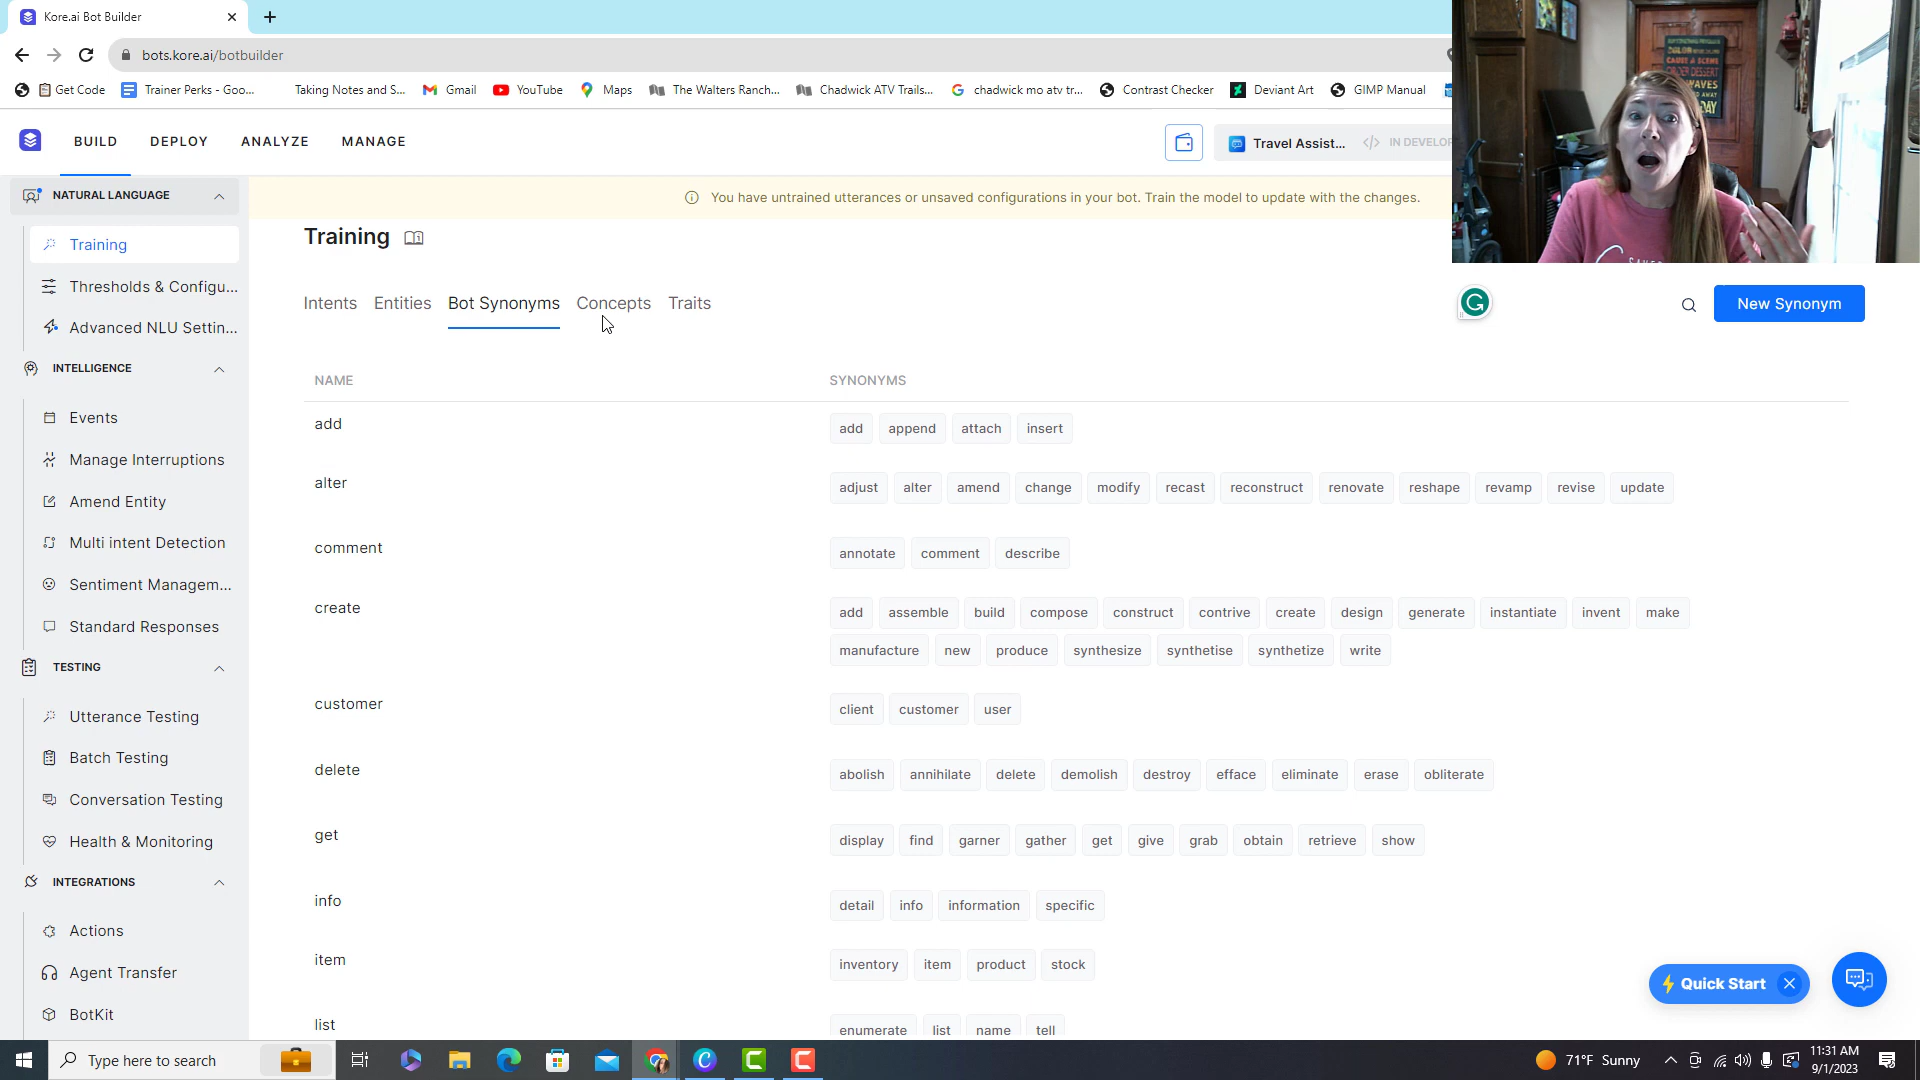 Kore.ai Bot Builder
bots.kore.ai/botbuilder
Get Code Trainer Perks - Goo... Taking Notes and S... Gmail YouTube Maps The Walters Ranch... Chadwick ATV Trails... chadwick mo atv tr... Contrast Checker Deviant Art GIMP Manual
BUILD DEPLOY ANALYZE MANAGE
Travel Assist... IN DEVELOP
NATURAL LANGUAGE
You have untrained utterances or unsaved configurations in your bot. Train the model to update with the changes.
Training
Training
Thresholds & Configu...
Advanced NLU Settin...
INTELLIGENCE
Events
Manage Interruptions
Amend Entity
Multi intent Detection
Sentiment Managem...
Standard Responses
TESTING
Utterance Testing
Batch Testing
Conversation Testing
Health & Monitoring
INTEGRATIONS
Actions
Agent Transfer
BotKit
Intents Entities Bot Synonyms Concepts Traits
New Synonym
NAME SYNONYMS
add add append attach insert
alter adjust alter amend change modify recast reconstruct renovate reshape revamp revise update
comment annotate comment describe
create add assemble build compose construct contrive create design generate instantiate invent make
manufacture new produce synthesize synthetise synthetize write
customer client customer user
delete abolish annihilate delete demolish destroy efface eliminate erase obliterate
get display find garner gather get give grab obtain retrieve show
info detail info information specific
item inventory item product stock
list enumerate list name tell
Quick Start
Type here to search
71°F Sunny
11:31 AM
9/1/2023
COLOR
CAUSE A SCENE
ORDER DESSERT
WAVES
DAY